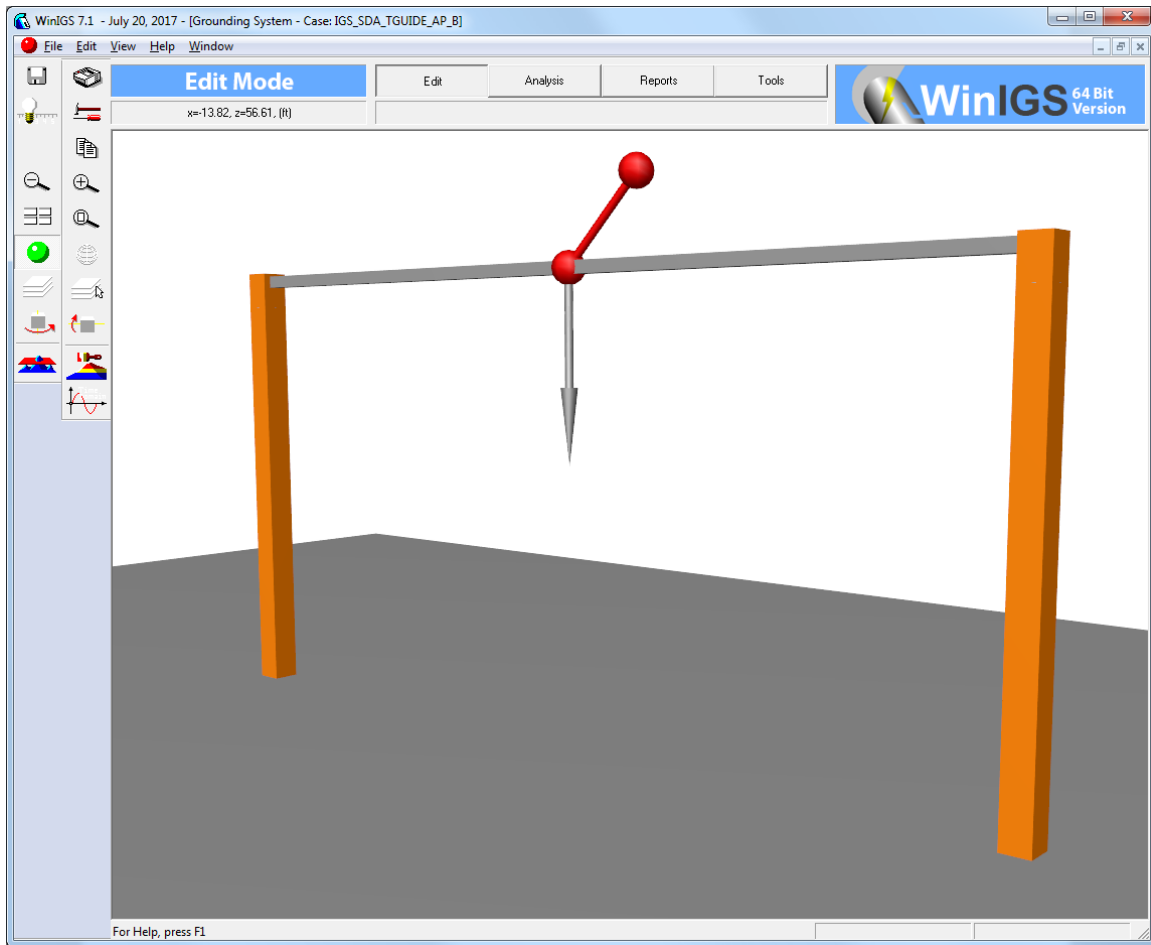 WinIGS 7.1 - July 20, 2017 - [Grounding System - Case: IGS_SDA_TGUIDE_AP_B]
File Edit View Help Window
Edit Mode
Edit Analysis Reports Tools
x=-13.82, z=56.61, (ft)
WinIGS 64 Bit Version
For Help, press F1